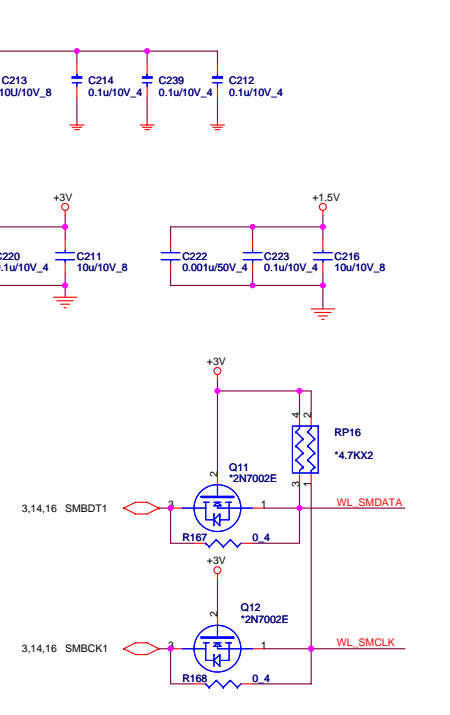 C213 C214 C239 C212
10U/10V_8 0.1u/10V_4 0.1u/10V_4 0.1u/10V_4
+3V +1.5V
C220 C211 C222 C223 C216
.1u/10V_4 10u/10V_8 0.001u/50V_4 0.1u/10V_4 10u/10V_8
+3V
4 2
RP16
*4.7KX2
Q11
*2N7002E
2
3 1
3,14,16 SMBDT1 3 1 WL_SMDATA
R167 0_4
+3V
Q12
*2N7002E
2
3,14,16 SMBCK1 3 1 WL_SMCLK
R168 0_4